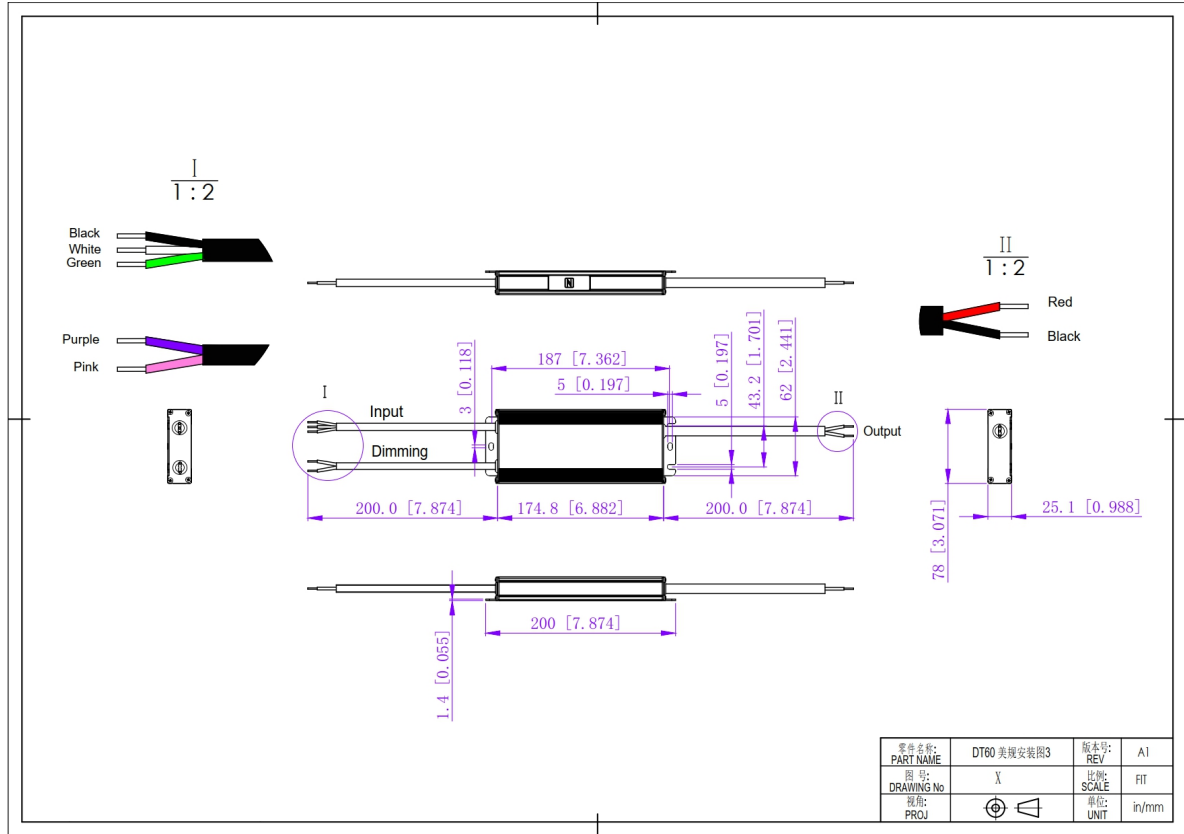 I
1:2
Black
White
Green
Purple
Pink
II
1:2
Red
Black
N
187 [7.362]
5 [0.197]
3 [0.118]
5 [0.197]
43.2 [1.701]
62 [2.441]
I
Input
Dimming
II
Output
200.0 [7.874]
174.8 [6.882]
200.0 [7.874]
78 [3.071]
25.1 [0.988]
1.4 [0.055]
200 [7.874]
零件名称: DT60 美规安装图3 版本号: A1
PART NAME REV
图 号: X 比例: FIT
DRAWING No SCALE
视角: 单位: in/mm
PROJ UNIT